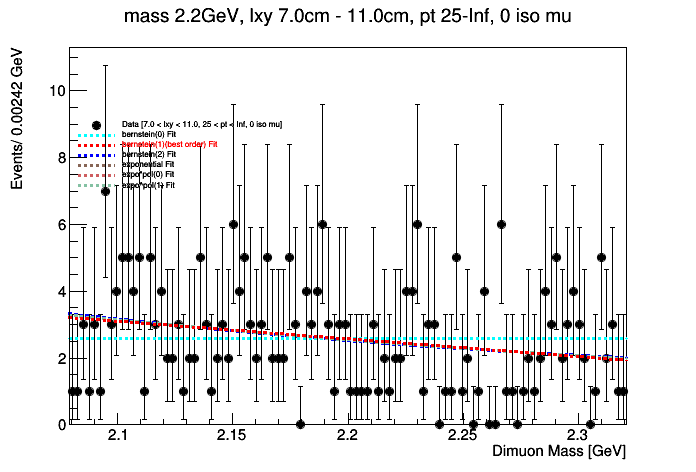 mass 2.2GeV, lxy 7.0cm - 11.0cm, pt 25-Inf, 0 iso mu
Events/ 0.00242 GeV
10
8
6
4
2
0
Data [7.0 < lxy < 11.0, 25 < pt < Inf, 0 iso mu]
bernstein(0) Fit
bernstein(1)(best order) Fit
bernstein(2) Fit
exponential Fit
expo*pol(0) Fit
expo*pol(1) Fit
2.1
2.15
2.2
2.25
2.3
Dimuon Mass [GeV]